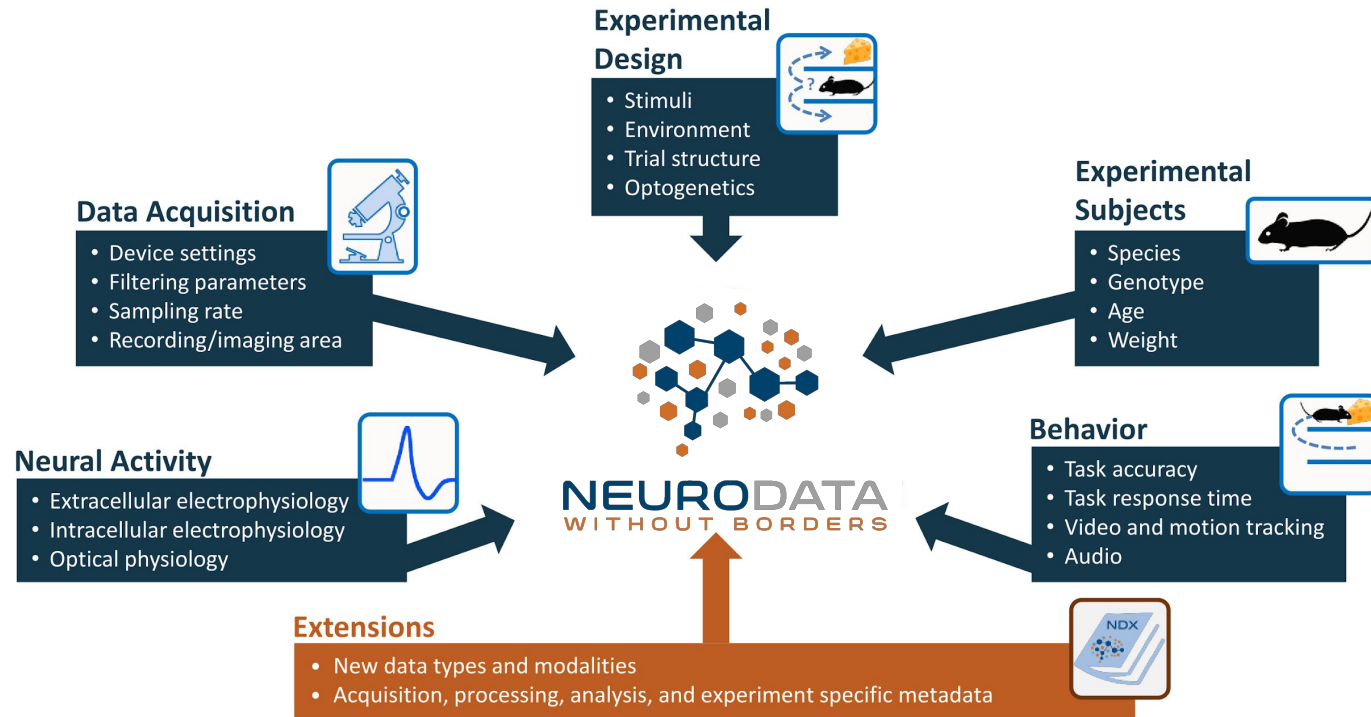 Experimental
Design
• Stimuli
• Environment
• Trial structure
• Optogenetics
?
Data Acquisition
• Device settings
• Filtering parameters
• Sampling rate
• Recording/imaging area
Experimental
Subjects
• Species
• Genotype
• Age
• Weight
Neural Activity
• Extracellular electrophysiology
• Intracellular electrophysiology
• Optical physiology
Behavior
• Task accuracy
• Task response time
• Video and motion tracking
• Audio
NEURODATA
WITHOUT BORDERS
Extensions
• New data types and modalities
• Acquisition, processing, analysis, and experiment specific metadata
NDX